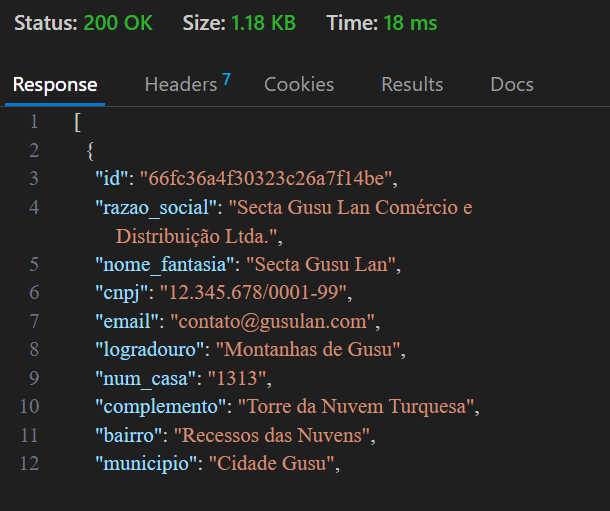 Status: 200 OK Size: 1.18 KB Time: 18 ms
Response Headers 7 Cookies Results Docs
1 [
2 {
3 "id": "66fc36a4f30323c26a7f14be",
4 "razao_social": "Secta Gusu Lan Comércio e
Distribuição Ltda.",
5 "nome_fantasia": "Secta Gusu Lan",
6 "cnpj": "12.345.678/0001-99",
7 "email": "contato@gusulan.com",
8 "logradouro": "Montanhas de Gusu",
9 "num_casa": "1313",
10 "complemento": "Torre da Nuvem Turquesa",
11 "bairro": "Recessos das Nuvens",
12 "municipio": "Cidade Gusu",